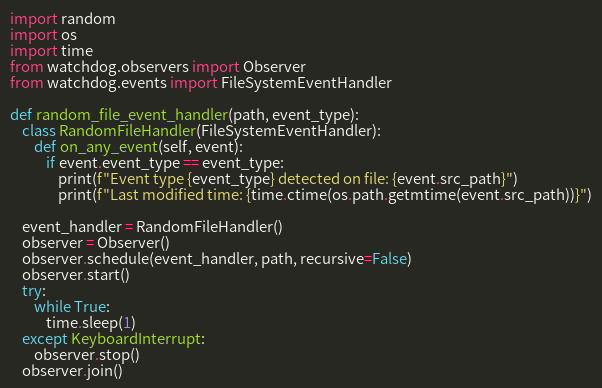 import random
import os
import time
from watchdog.observers import Observer
from watchdog.events import FileSystemEventHandler

def random_file_event_handler(path, event_type):
    class RandomFileHandler(FileSystemEventHandler):
        def on_any_event(self, event):
            if event.event_type == event_type:
                print(f"Event type {event_type} detected on file: {event.src_path}")
                print(f"Last modified time: {time.ctime(os.path.getmtime(event.src_path))}")

    event_handler = RandomFileHandler()
    observer = Observer()
    observer.schedule(event_handler, path, recursive=False)
    observer.start()
    try:
        while True:
            time.sleep(1)
    except KeyboardInterrupt:
        observer.stop()
    observer.join()